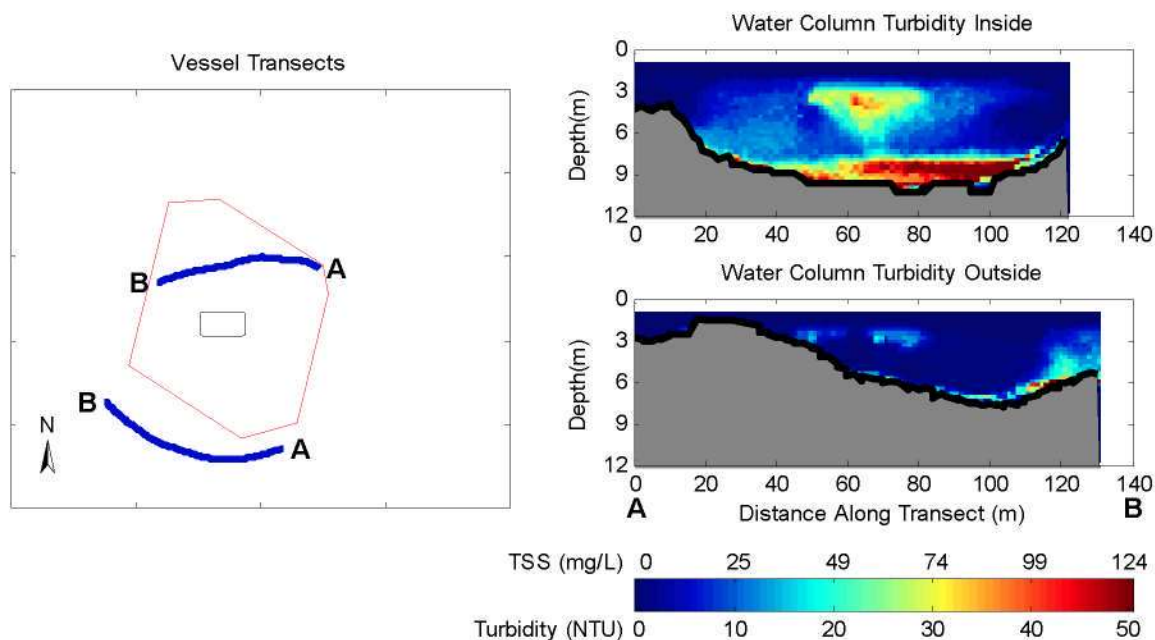 Vessel Transects
B
A
B
A
N
Water Column Turbidity Inside
Depth(m)
0
3
6
9
12
0 20 40 60 80 100 120 140
Water Column Turbidity Outside
Depth(m)
0
3
6
9
12
0 20 40 60 80 100 120 140
A Distance Along Transect (m) B
TSS (mg/L) 0 25 49 74 99 124
Turbidity (NTU) 0 10 20 30 40 50